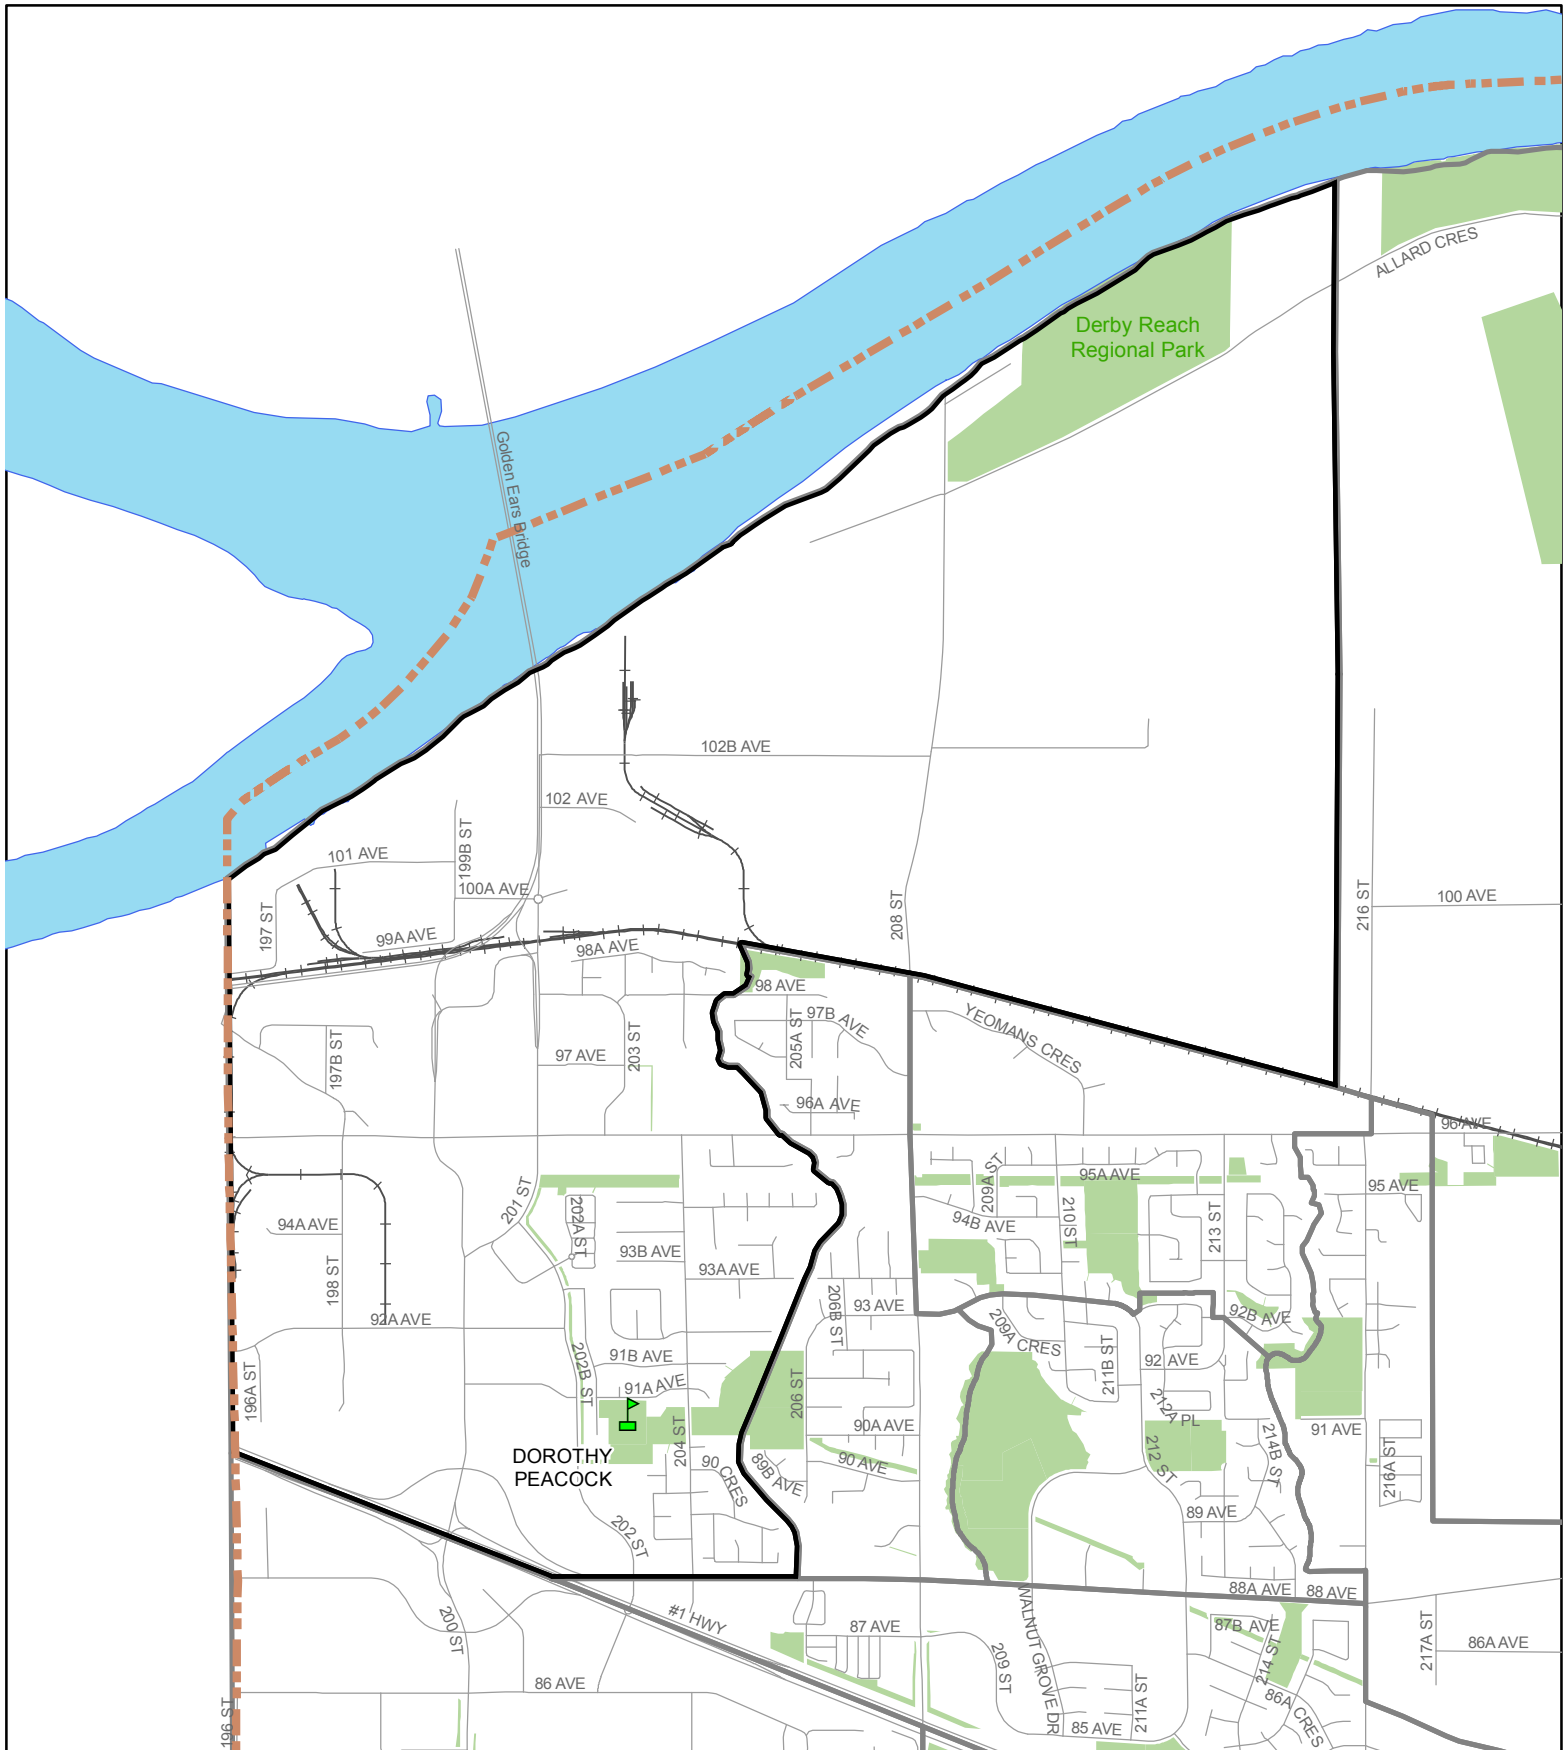 ALLARD CRES
Derby Reach
Regional Park
Golden Ears Bridge
102B AVE
102 AVE
101 AVE
199B ST
100A AVE
208 ST
216 ST
100 AVE
197 ST
99A AVE
98A AVE
98 AVE
97B AVE
205A ST
YEOMANS CRES
197B ST
97 AVE
203 ST
96A AVE
96 AVE
201 ST
202A ST
209A ST
95A AVE
95 AVE
94A AVE
94B AVE
210 ST
213 ST
93B AVE
93A AVE
198 ST
206B ST
93 AVE
92A AVE
209A CRES
92B AVE
202B ST
91B AVE
211B ST
92 AVE
196A ST
91A AVE
206 ST
212A PL
204 ST
90A AVE
91 AVE
DOROTHY
PEACOCK
90 CRES
89B AVE
90 AVE
212 ST
214B ST
216A ST
202 ST
89 AVE
88A AVE
88 AVE
200 ST
#1 HWY
87 AVE
WALNUT GROVE DR
87B AVE
217A ST
86A AVE
209 ST
214 ST
86 AVE
211A ST
86A CRES
196 ST
85 AVE